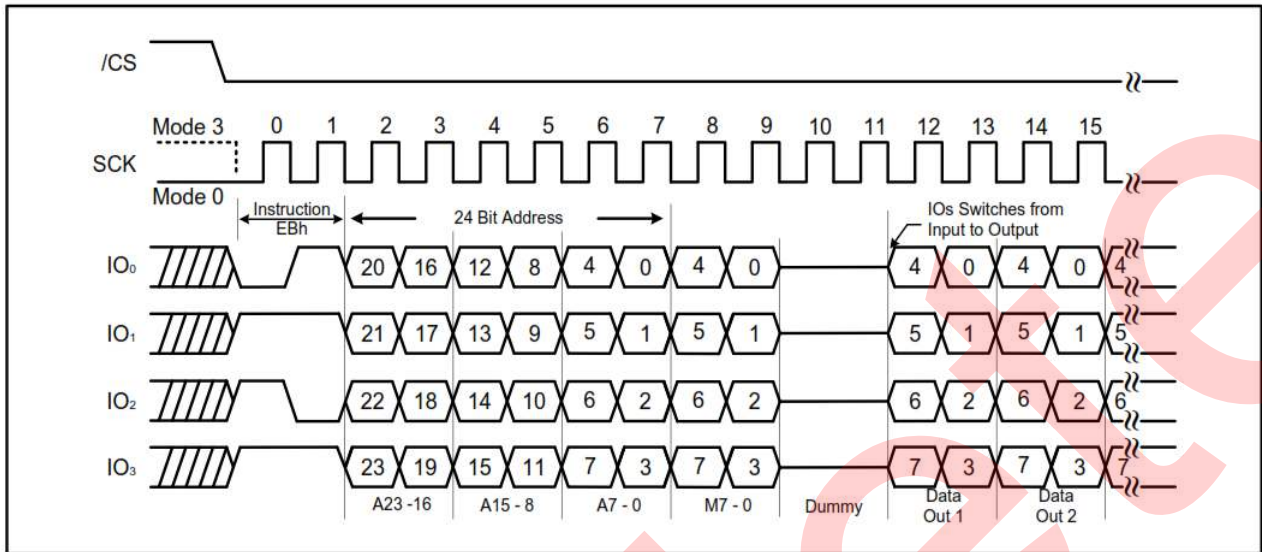 /CS
Mode 3 0 1 2 3 4 5 6 7 8 9 10 11 12 13 14 15
SCK
Mode 0
Instruction
EBh
24 Bit Address
IOs Switches from
Input to Output
IO₀ 20 16 12 8 4 0 4 0 4 0 4 0 4
IO₁ 21 17 13 9 5 1 5 1 5 1 5 1 5
IO₂ 22 18 14 10 6 2 6 2 6 2 6 2 6
IO₃ 23 19 15 11 7 3 7 3 7 3 7 3 7
A23 -16 A15 - 8 A7 - 0 M7 - 0 Dummy Data Data
Out 1 Out 2